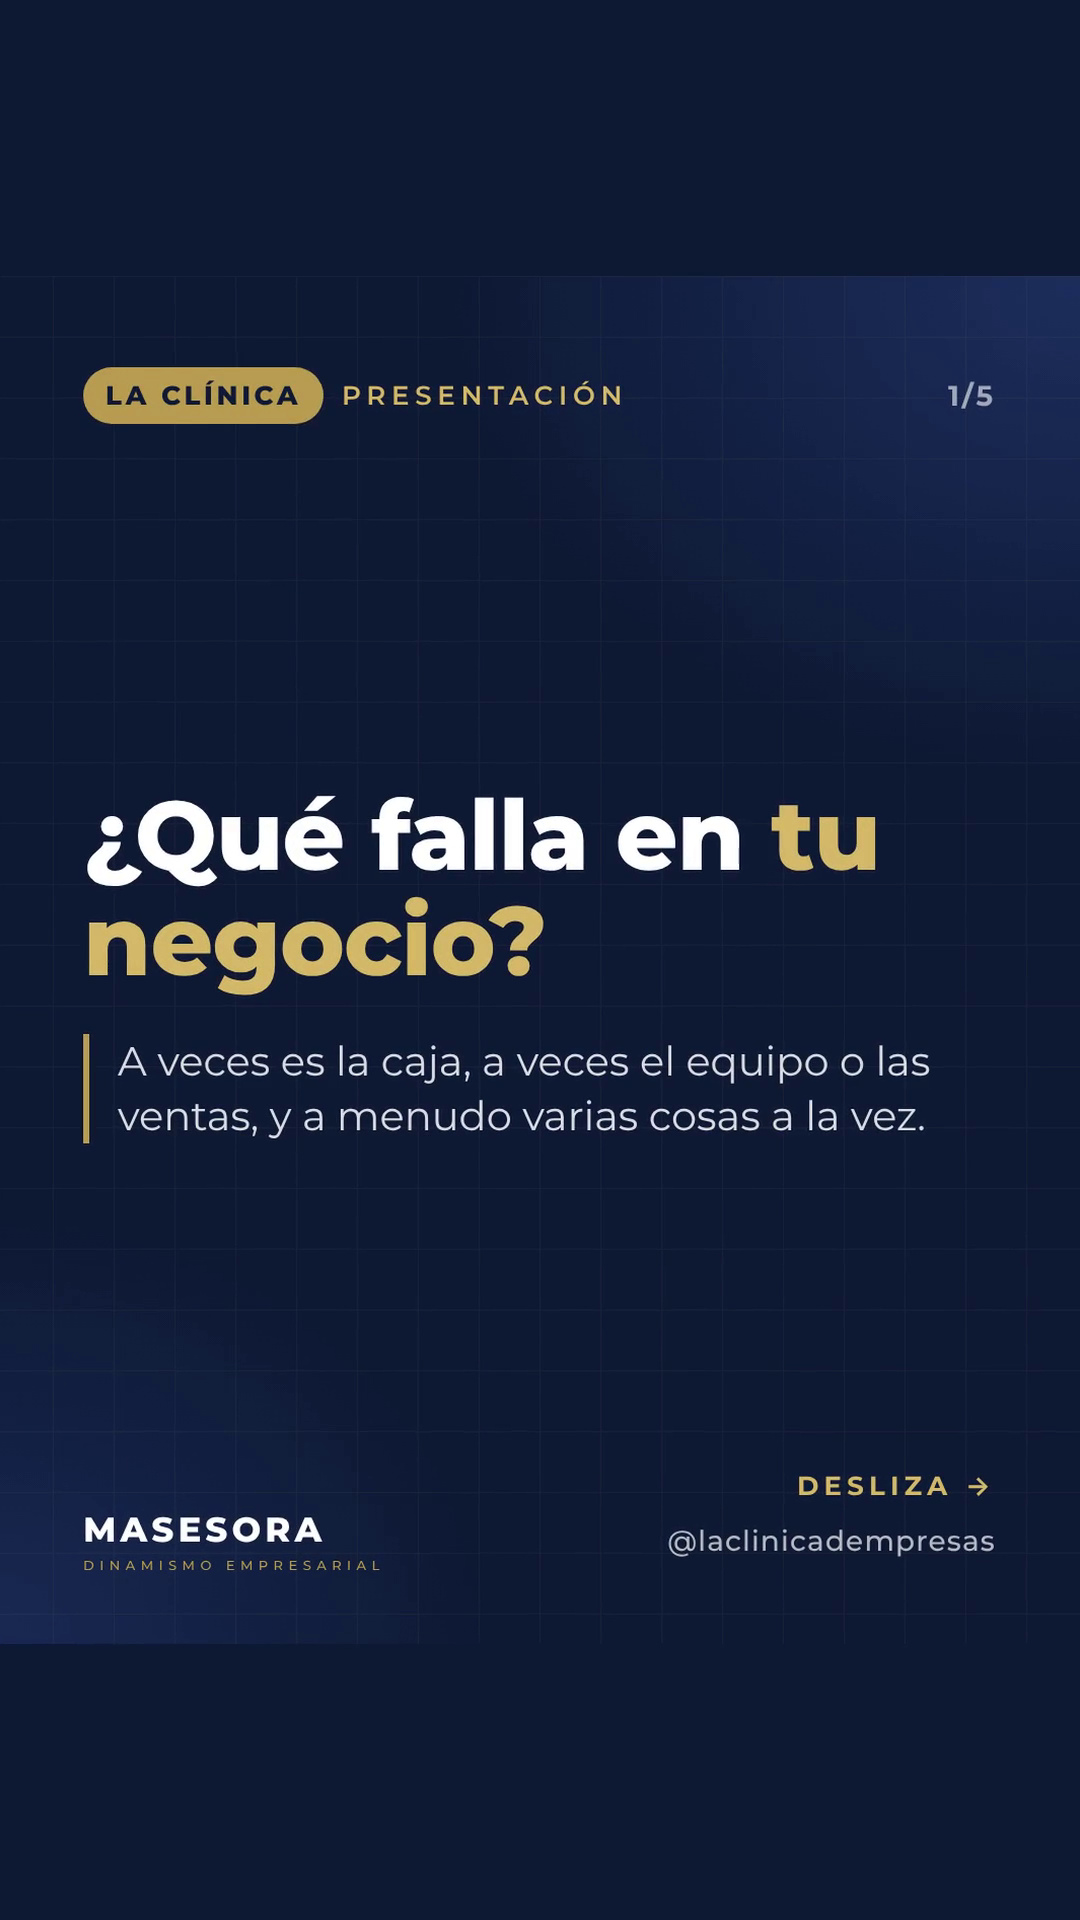 LA CLÍNICA PRESENTACIÓN 1/5
¿Qué falla en tu
negocio?
A veces es la caja, a veces el equipo o las
ventas, y a menudo varias cosas a la vez.
DESLIZA →
MASESORA
@laclinicadempresas
DINAMISMO EMPRESARIAL